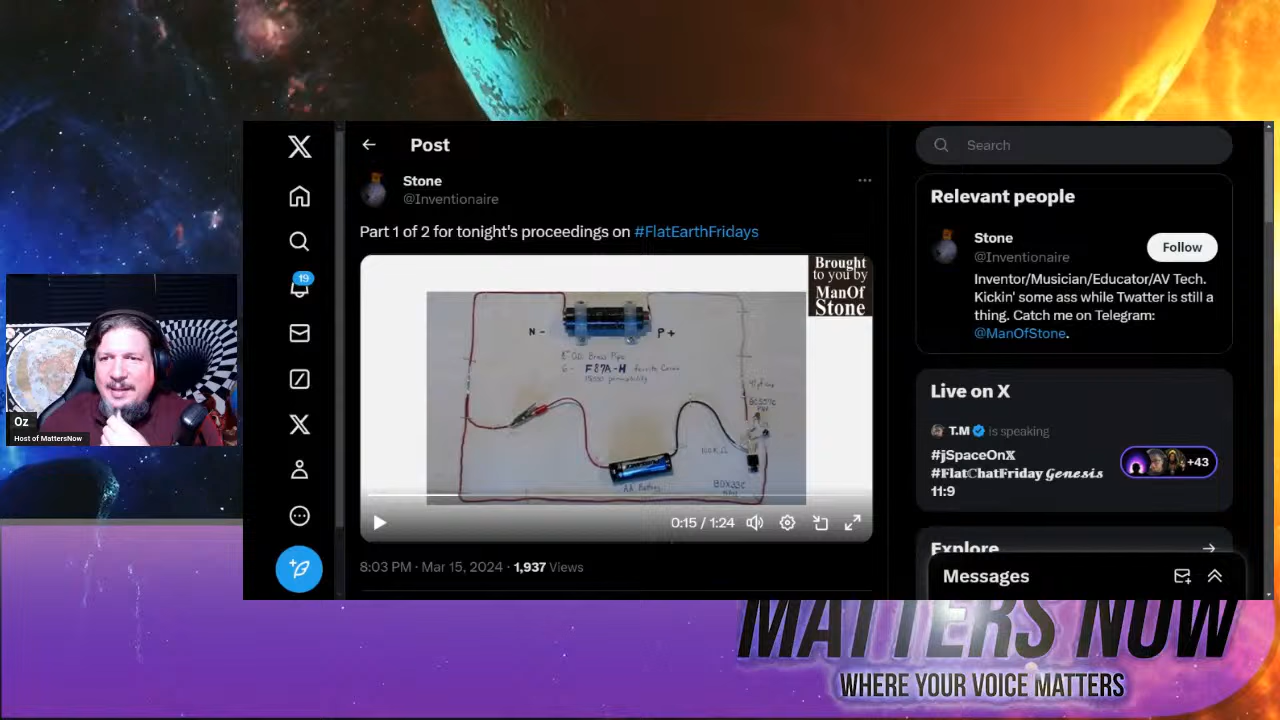 Post
Search
Stone
@Inventionaire
Part 1 of 2 for tonight's proceedings on #FlatEarthFridays
Brought
to you by
ManOf
Stone
N -
P +
F87A-H
AA Battery
0:15 / 1:24
8:03 PM · Mar 15, 2024 · 1,937 Views
19
Relevant people
Stone
@Inventionaire
Follow
Inventor/Musician/Educator/AV Tech.
Kickin' some ass while Twatter is still a
thing. Catch me on Telegram:
@ManOfStone.
Live on X
T.M is speaking
#jSpaceOnX
#FlatChatFriday Genesis
11:9
+43
Explore
Messages
Oz
Host of MattersNow
MATTERS NOW
WHERE YOUR VOICE MATTERS